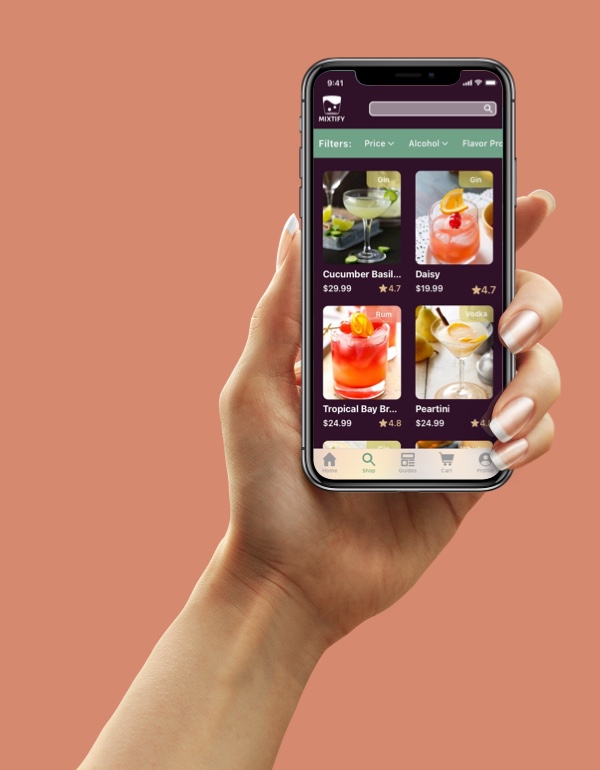 9:41
MIXTIFY
Filters: Price Alcohol Flavor Pro
Gin
Gin
Cucumber Basil... Daisy
$29.99 4.7 $19.99 4.7
Rum
Vodka
Tropical Bay Br... Peartini
$24.99 4.8 $24.99 4.
Home Shop Guides Cart Profile